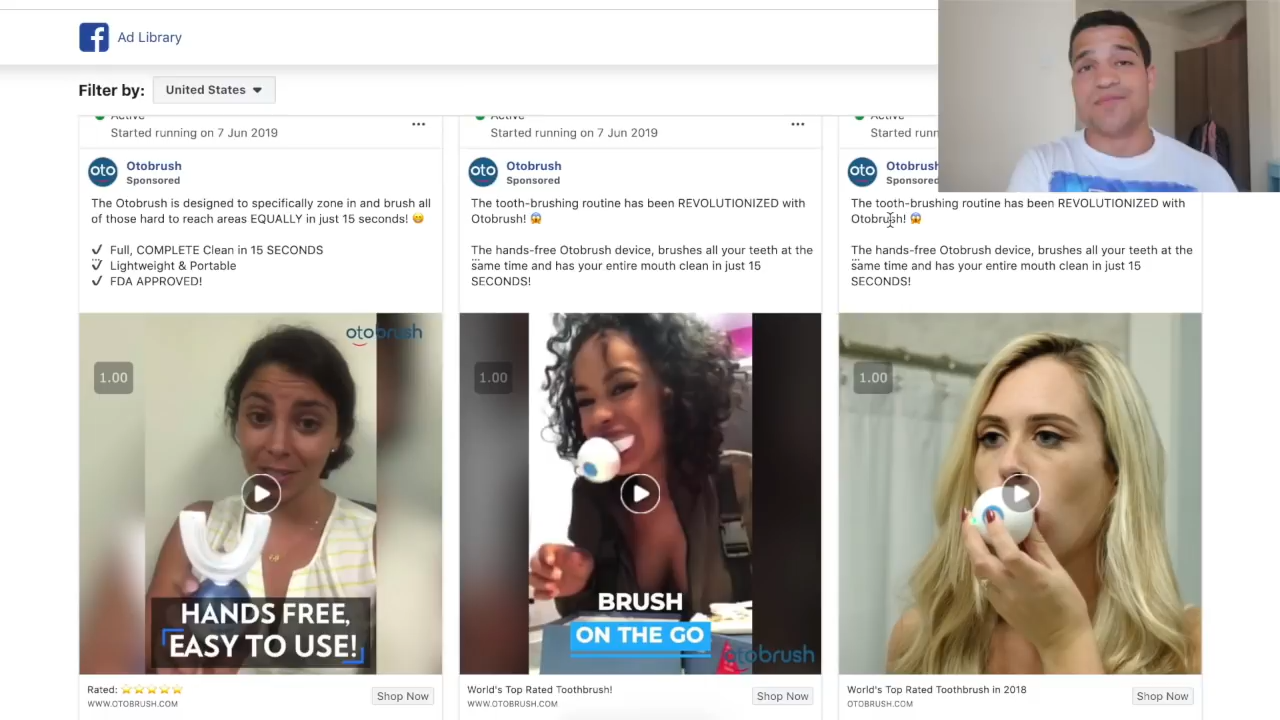 Ad Library
Filter by:
United States
Active
Started running on 7 Jun 2019
oto
Otobrush
Sponsored
The Otobrush is designed to specifically zone in and brush all
of those hard to reach areas EQUALLY in just 15 seconds! 😄
✔ Full, COMPLETE Clean in 15 SECONDS
✔ Lightweight & Portable
✔ FDA APPROVED!
otobrush
1.00
HANDS FREE,
EASY TO USE!
Rated: ⭐⭐⭐⭐⭐
WWW.OTOBRUSH.COM
Shop Now
Active
Started running on 7 Jun 2019
oto
Otobrush
Sponsored
The tooth-brushing routine has been REVOLUTIONIZED with
Otobrush! 😱
The hands-free Otobrush device, brushes all your teeth at the
same time and has your entire mouth clean in just 15
SECONDS!
1.00
BRUSH
ON THE GO
otobrush
World's Top Rated Toothbrush!
WWW.OTOBRUSH.COM
Shop Now
Active
Started running
oto
Otobrush
Sponsored
The tooth-brushing routine has been REVOLUTIONIZED with
Otobrush! 😱
The hands-free Otobrush device, brushes all your teeth at the
same time and has your entire mouth clean in just 15
SECONDS!
1.00
World's Top Rated Toothbrush in 2018
OTOBRUSH.COM
Shop Now